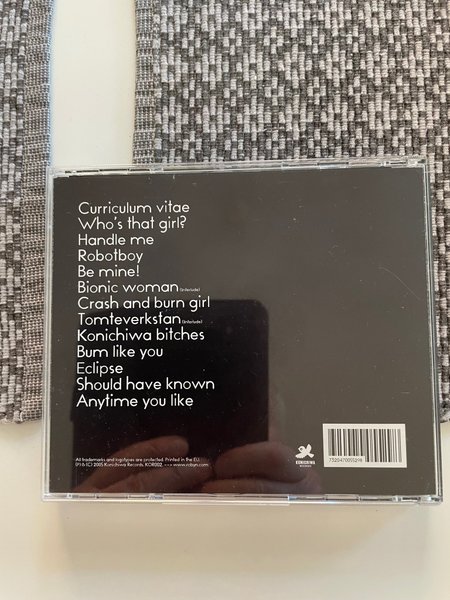 Curriculum vitae
Who's that girl?
Handle me
Robotboy
Be mine!
Bionic woman (interlude)
Crash and burn girl
Tomteverkstan (interlude)
Konichiwa bitches
Bum like you
Eclipse
Should have known
Anytime you like
All trademarks and logotypes are protected. Printed in the EU.
(P) & (C) 2005 Konichiwa Records. KOR002. ---> www.robyn.com
KONICHIWA
RECORDS